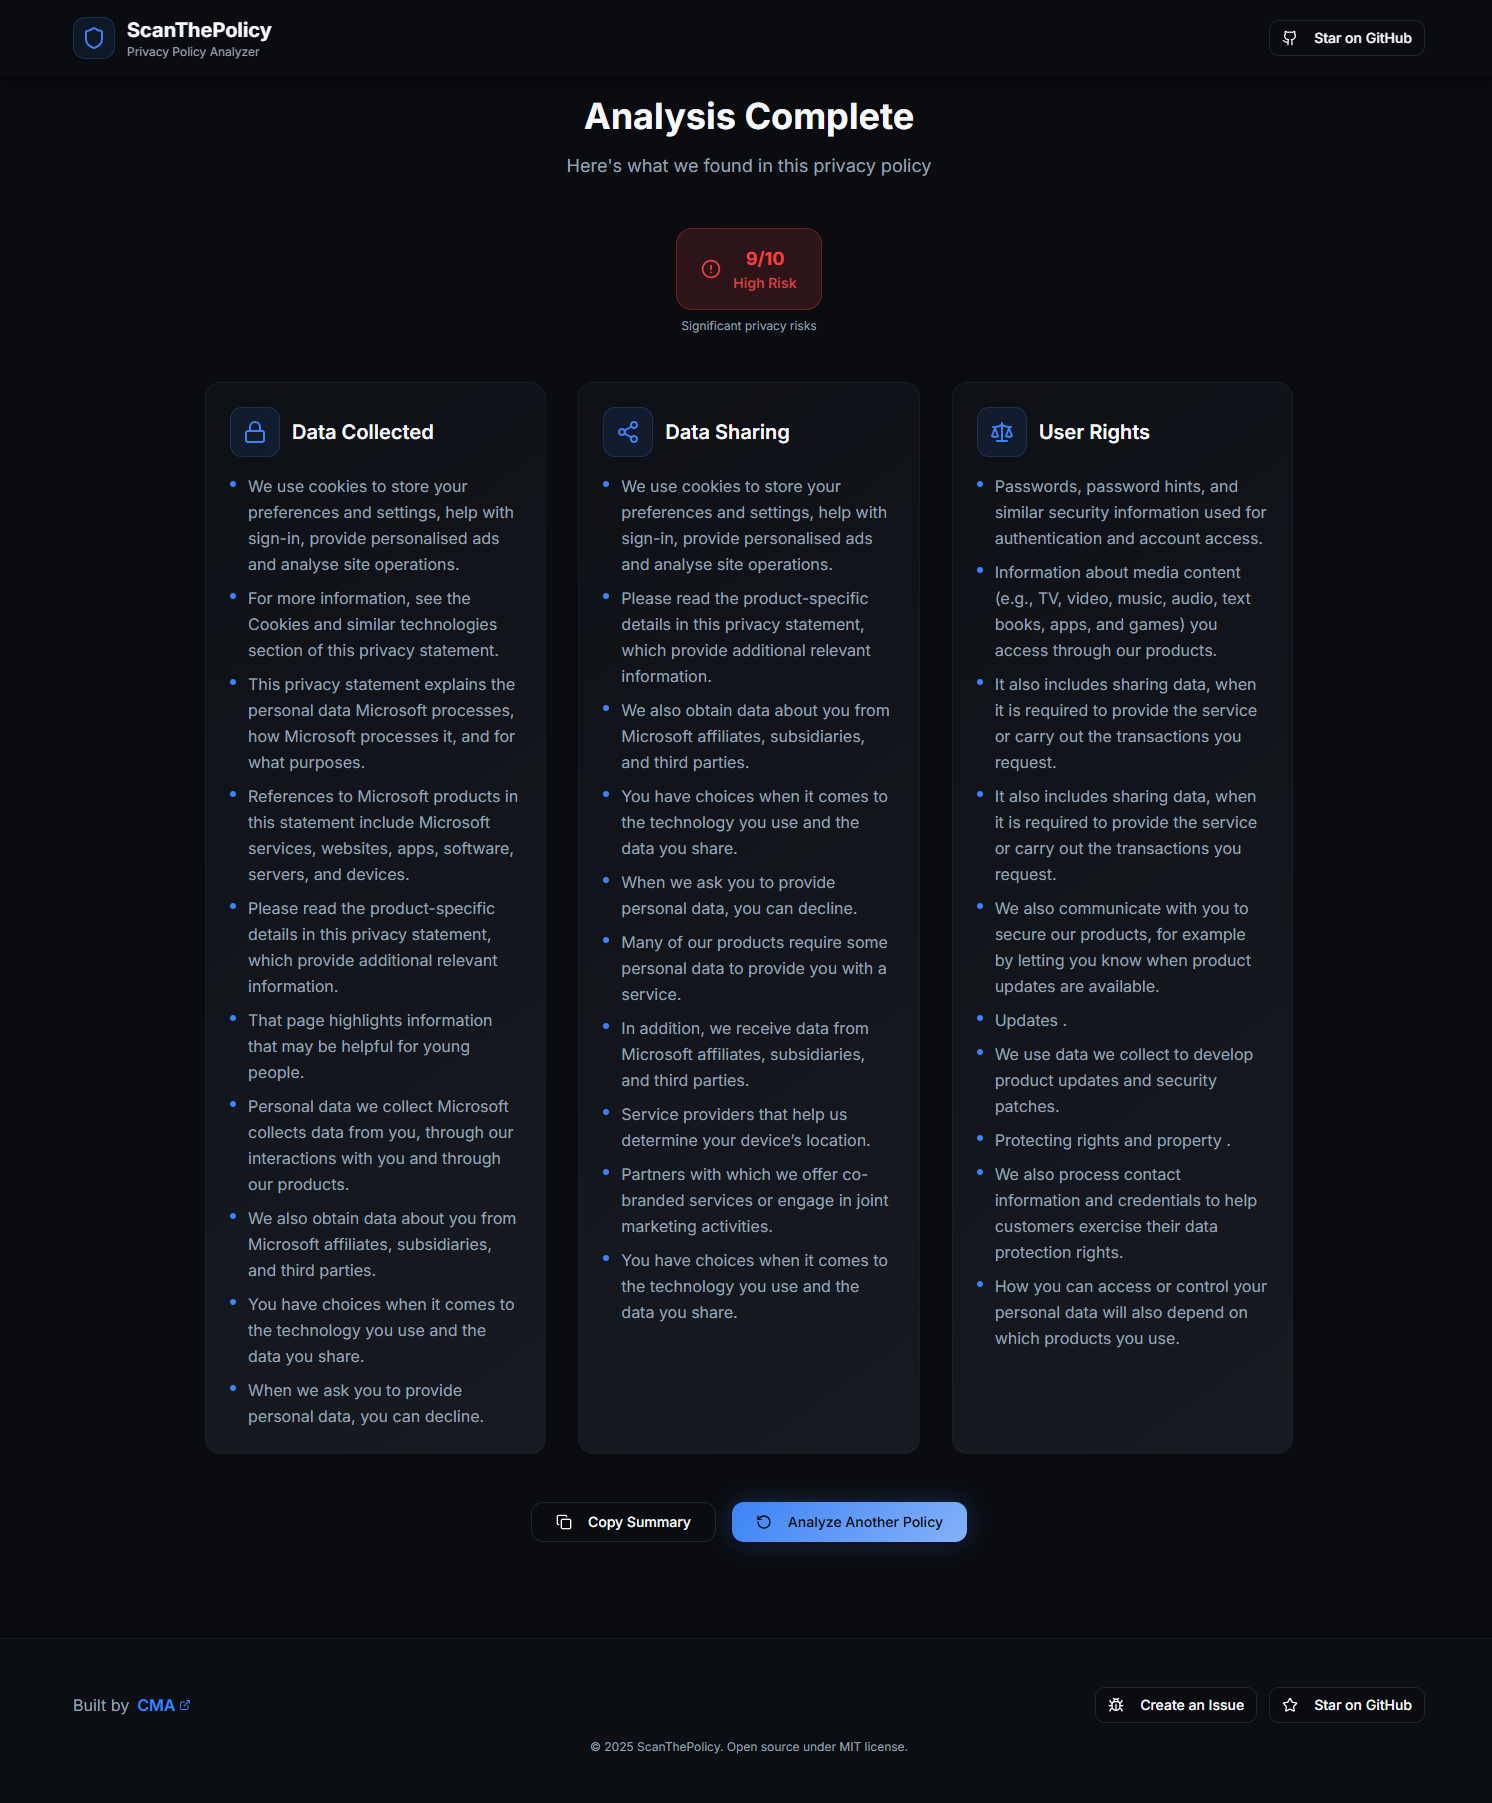 ScanThePolicy
Privacy Policy Analyzer
Star on GitHub
Analysis Complete
Here's what we found in this privacy policy
9/10
High Risk
Significant privacy risks
Data Collected
We use cookies to store your
preferences and settings, help with
sign-in, provide personalised ads
and analyse site operations.
For more information, see the
Cookies and similar technologies
section of this privacy statement.
This privacy statement explains the
personal data Microsoft processes,
how Microsoft processes it, and for
what purposes.
References to Microsoft products in
this statement include Microsoft
services, websites, apps, software,
servers, and devices.
Please read the product-specific
details in this privacy statement,
which provide additional relevant
information.
That page highlights information
that may be helpful for young
people.
Personal data we collect Microsoft
collects data from you, through our
interactions with you and through
our products.
We also obtain data about you from
Microsoft affiliates, subsidiaries,
and third parties.
You have choices when it comes to
the technology you use and the
data you share.
When we ask you to provide
personal data, you can decline.
Data Sharing
We use cookies to store your
preferences and settings, help with
sign-in, provide personalised ads
and analyse site operations.
Please read the product-specific
details in this privacy statement,
which provide additional relevant
information.
We also obtain data about you from
Microsoft affiliates, subsidiaries,
and third parties.
You have choices when it comes to
the technology you use and the
data you share.
When we ask you to provide
personal data, you can decline.
Many of our products require some
personal data to provide you with a
service.
In addition, we receive data from
Microsoft affiliates, subsidiaries,
and third parties.
Service providers that help us
determine your device’s location.
Partners with which we offer co-
branded services or engage in joint
marketing activities.
You have choices when it comes to
the technology you use and the
data you share.
User Rights
Passwords, password hints, and
similar security information used for
authentication and account access.
Information about media content
(e.g., TV, video, music, audio, text
books, apps, and games) you
access through our products.
It also includes sharing data, when
it is required to provide the service
or carry out the transactions you
request.
It also includes sharing data, when
it is required to provide the service
or carry out the transactions you
request.
We also communicate with you to
secure our products, for example
by letting you know when product
updates are available.
Updates .
We use data we collect to develop
product updates and security
patches.
Protecting rights and property .
We also process contact
information and credentials to help
customers exercise their data
protection rights.
How you can access or control your
personal data will also depend on
which products you use.
Copy Summary
Analyze Another Policy
Built by CMA
Create an Issue
Star on GitHub
© 2025 ScanThePolicy. Open source under MIT license.